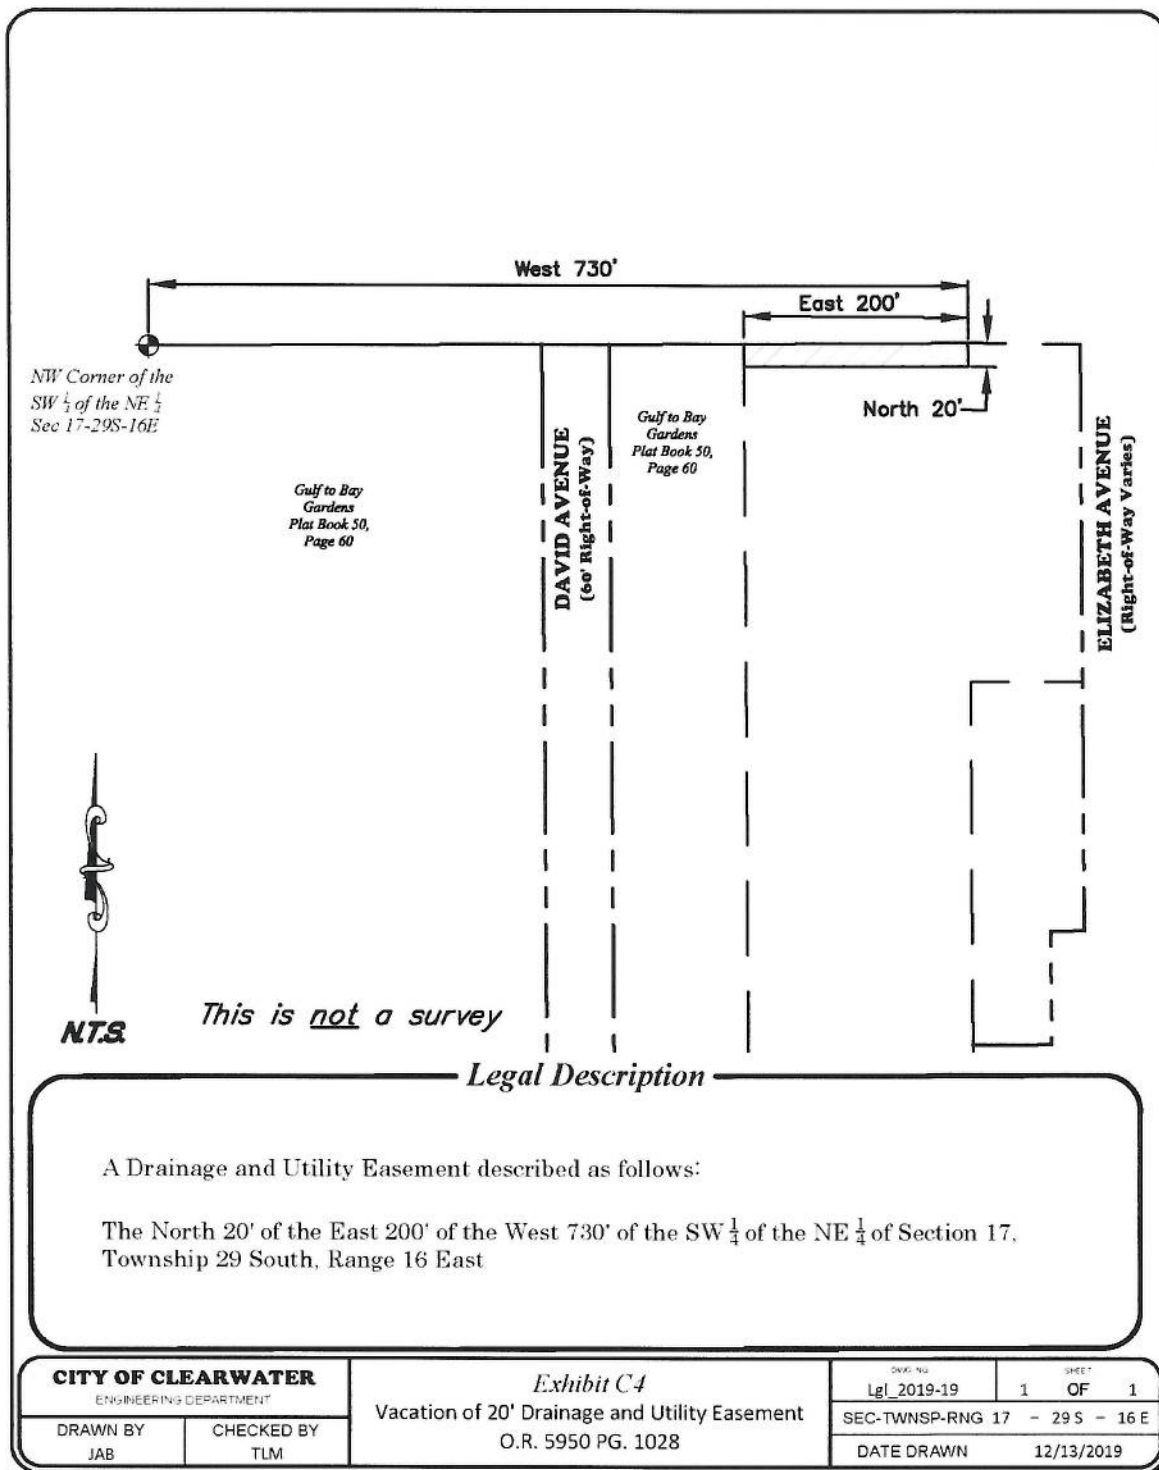 West 730'
East 200'
NW Corner of the
SW ¼ of the NE ¼
Sec 17-29S-16E
North 20'
Gulf to Bay
Gardens
Plat Book 50,
Page 60
Gulf to Bay
Gardens
Plat Book 50,
Page 60
DAVID AVENUE
(60' Right-of-Way)
ELIZABETH AVENUE
(Right-of-Way Varies)
N.T.S.
This is not a survey
Legal Description
A Drainage and Utility Easement described as follows:
The North 20' of the East 200' of the West 730' of the SW ¼ of the NE ¼ of Section 17,
Township 29 South, Range 16 East
CITY OF CLEARWATER
ENGINEERING DEPARTMENT
DRAWN BY
JAB
CHECKED BY
TLM
Exhibit C4
Vacation of 20' Drainage and Utility Easement
O.R. 5950 PG. 1028
DWG. NO.
Lgl_2019-19
SHEET
1 OF 1
SEC-TWNSP-RNG 17 - 29 S - 16 E
DATE DRAWN 12/13/2019